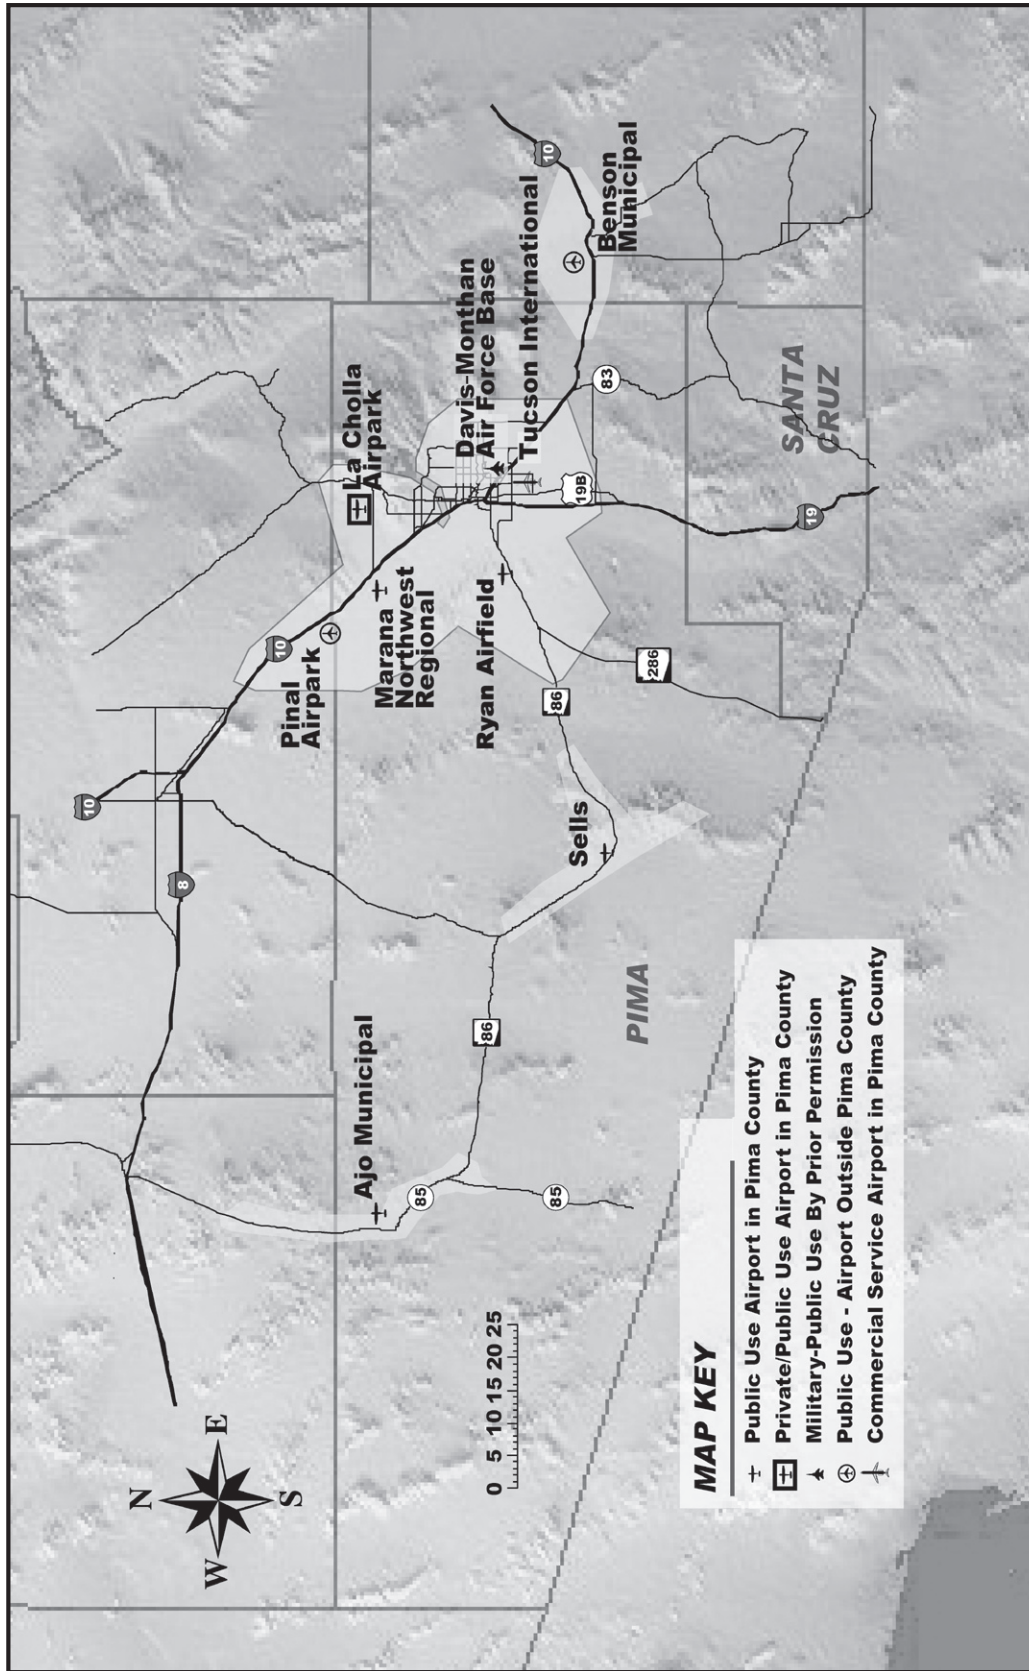 N
W
E
S
10
8
10
Pinal
Airpark
La Cholla
Airpark
Marana
Northwest
Regional
Ajo Municipal
85
85
86
86
Sells
Ryan Airfield
286
Davis-Monthan
Air Force Base
Tucson International
19B
83
19
10
Benson
Municipal
PIMA
SANTA
CRUZ
0 5 10 15 20 25
MAP KEY
Public Use Airport in Pima County
Private/Public Use Airport in Pima County
Military-Public Use By Prior Permission
Public Use - Airport Outside Pima County
Commercial Service Airport in Pima County